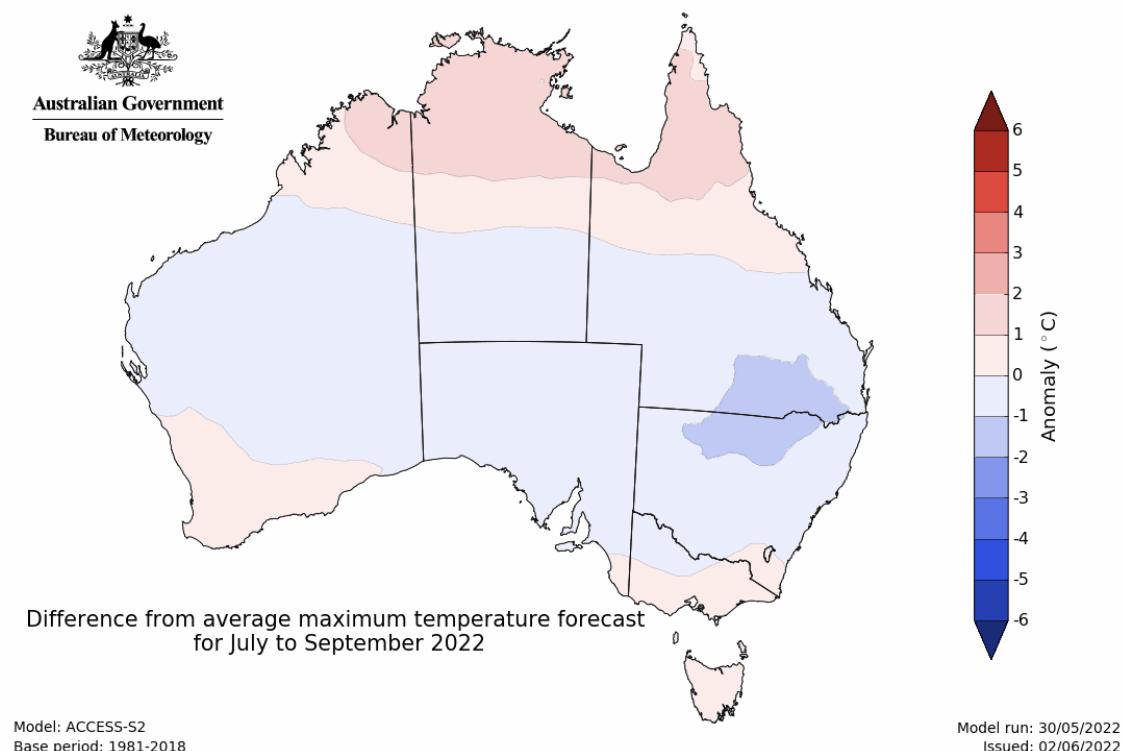 Australian Government
Bureau of Meteorology
6
5
4
3
2
1
0
-1
-2
-3
-4
-5
-6
Anomaly (°C)
Difference from average maximum temperature forecast
for July to September 2022
Model: ACCESS-S2
Base period: 1981-2018
Model run: 30/05/2022
Issued: 02/06/2022